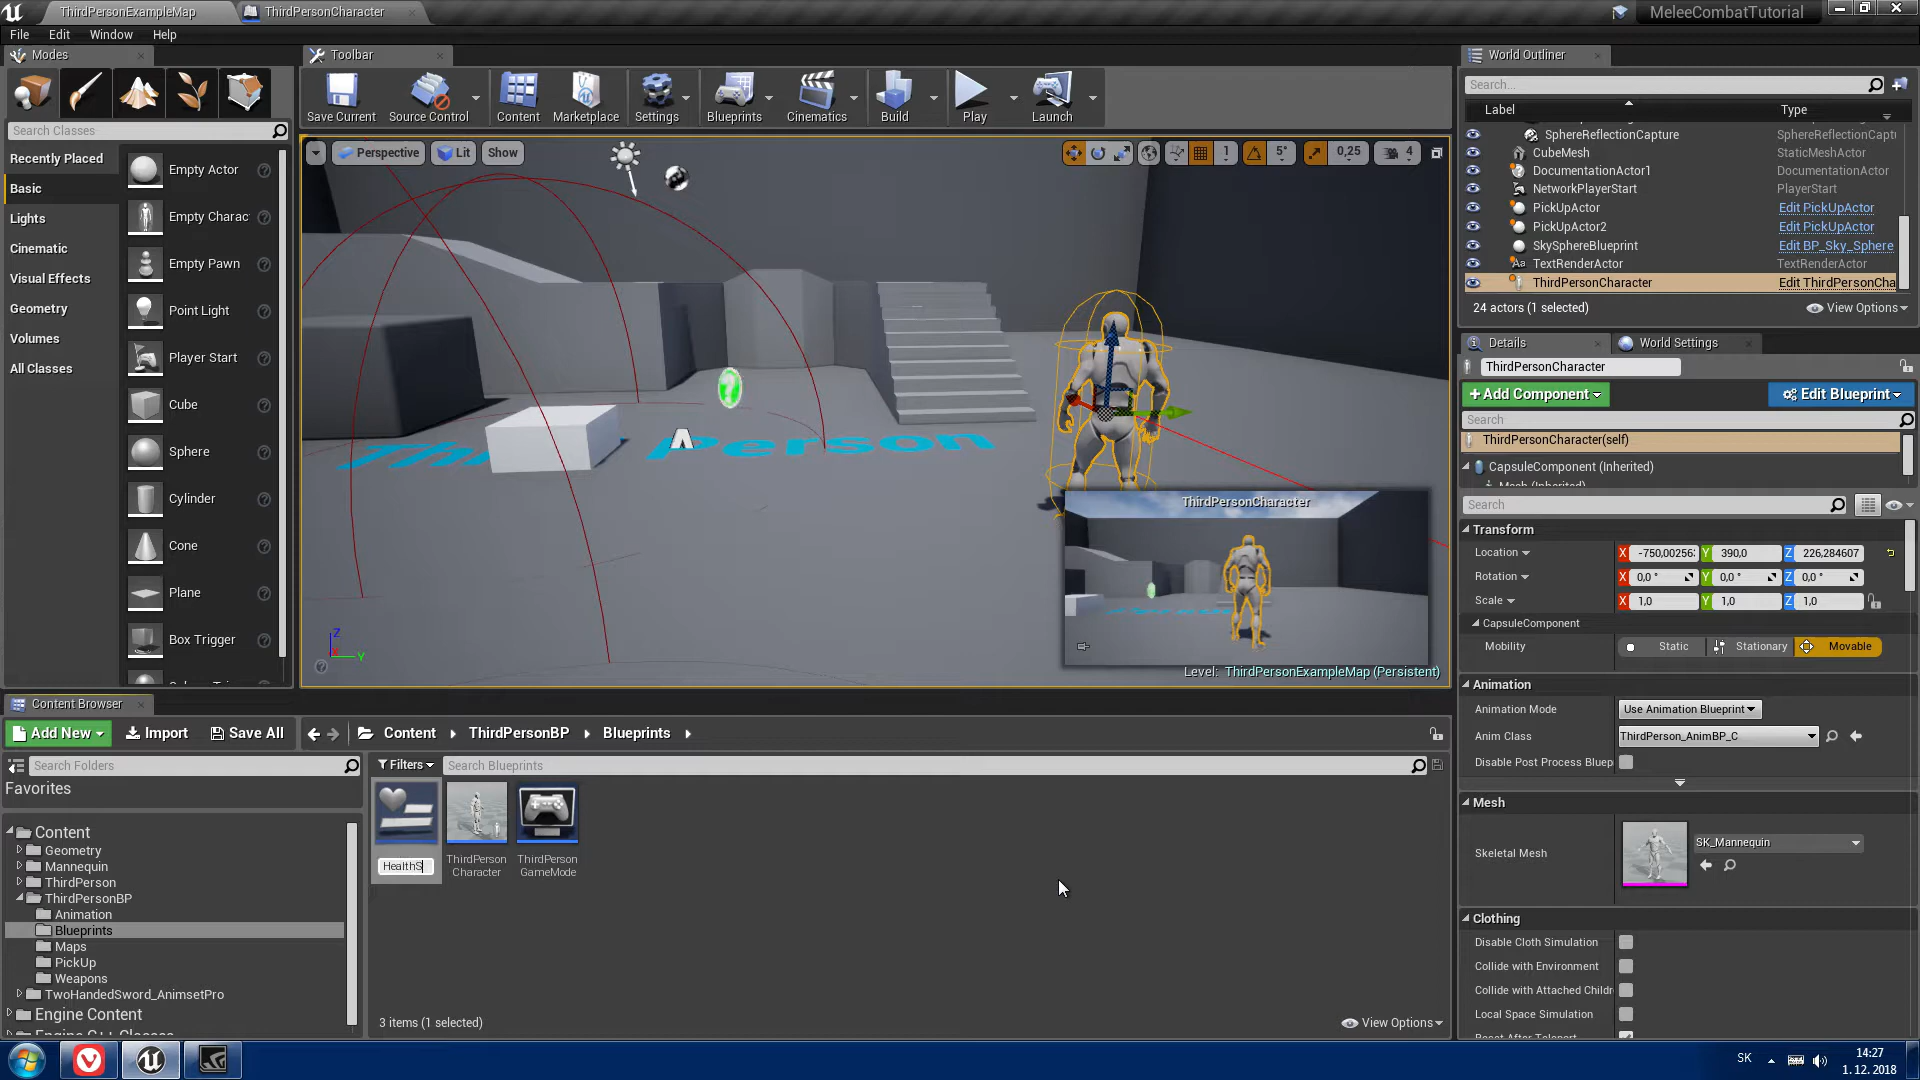 ThirdPersonExampleMap
ThirdPersonCharacter
MeleeCombatTutorial
File Edit Window Help
Modes
Toolbar
World Outliner
Save Current
Source Control
Content
Marketplace
Settings
Blueprints
Cinematics
Build
Play
Launch
Search Classes
Recently Placed
Basic
Lights
Cinematic
Visual Effects
Geometry
Volumes
All Classes
Empty Actor
Empty Charac
Empty Pawn
Point Light
Player Start
Cube
Sphere
Cylinder
Cone
Plane
Box Trigger
Perspective
Lit
Show
1
5°
0,25
4
Person
ThirdPersonCharacter
Level: ThirdPersonExampleMap (Persistent)
Z
Y
Search...
Label
Type
SphereReflectionCapture SphereReflectionCapt
CubeMesh StaticMeshActor
DocumentationActor1 DocumentationActor
NetworkPlayerStart PlayerStart
PickUpActor Edit PickUpActor
PickUpActor2 Edit PickUpActor
SkySphereBlueprint Edit BP_Sky_Sphere
TextRenderActor TextRenderActor
ThirdPersonCharacter Edit ThirdPersonCha
24 actors (1 selected)
View Options
Details
World Settings
ThirdPersonCharacter
+Add Component
Edit Blueprint
Search
ThirdPersonCharacter(self)
CapsuleComponent (Inherited)
Mesh (Inherited)
Search
Transform
Location X -750,00256 Y 390,0 Z 226,284607
Rotation X 0,0 ° Y 0,0 ° Z 0,0 °
Scale X 1,0 Y 1,0 Z 1,0
CapsuleComponent
Mobility Static Stationary Movable
Animation
Animation Mode Use Animation Blueprint
Anim Class ThirdPerson_AnimBP_C
Disable Post Process Bluep
Mesh
Skeletal Mesh SK_Mannequin
Clothing
Disable Cloth Simulation
Collide with Environment
Collide with Attached Childr
Local Space Simulation
Reset After Teleport
Content Browser
Add New
Import
Save All
Content
ThirdPersonBP
Blueprints
Search Folders
Filters
Search Blueprints
Favorites
Content
Geometry
Mannequin
ThirdPerson
ThirdPersonBP
Animation
Blueprints
Maps
PickUp
Weapons
TwoHandedSword_AnimsetPro
Engine Content
Engine C++ Classes
HealthS
ThirdPerson
Character
ThirdPerson
GameMode
3 items (1 selected)
View Options
SK
14:27
1. 12. 2018